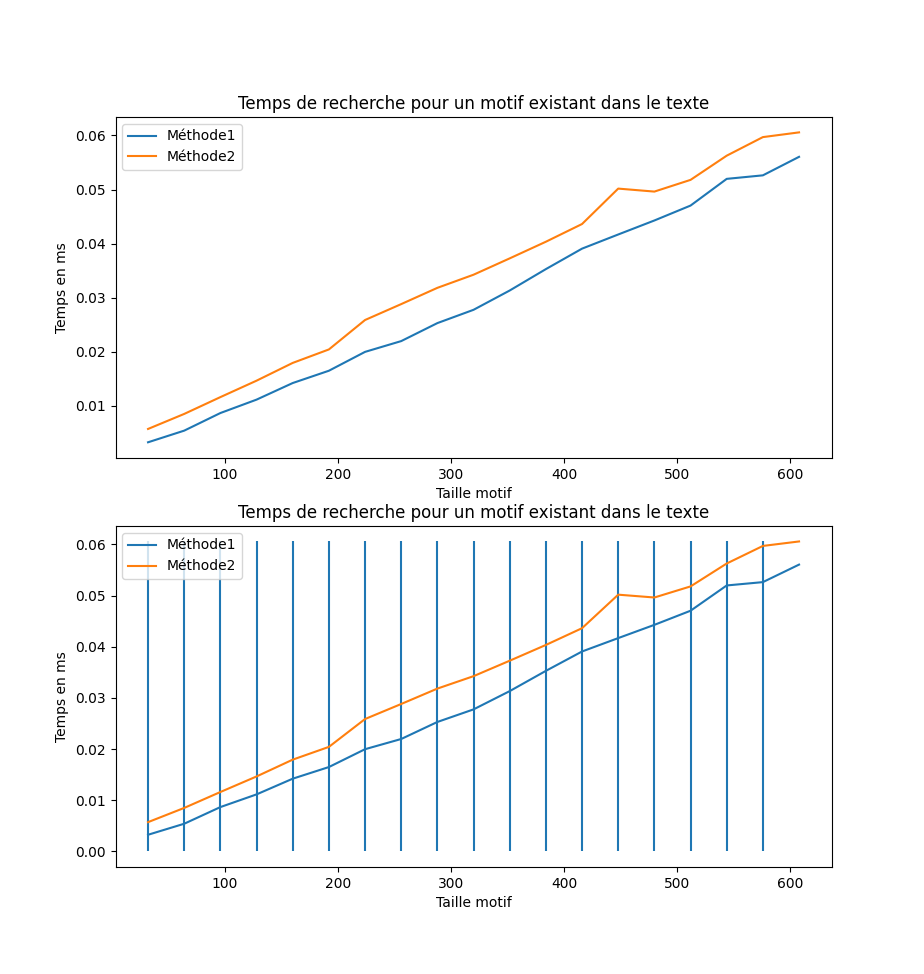 Temps de recherche pour un motif existant dans le texte
Méthode1
Méthode2
0.06
0.05
0.04
0.03
0.02
0.01
Temps en ms
100 200 300 400 500 600
Taille motif
Temps de recherche pour un motif existant dans le texte
Méthode1
Méthode2
0.06
0.05
0.04
0.03
0.02
0.01
0.00
Temps en ms
100 200 300 400 500 600
Taille motif